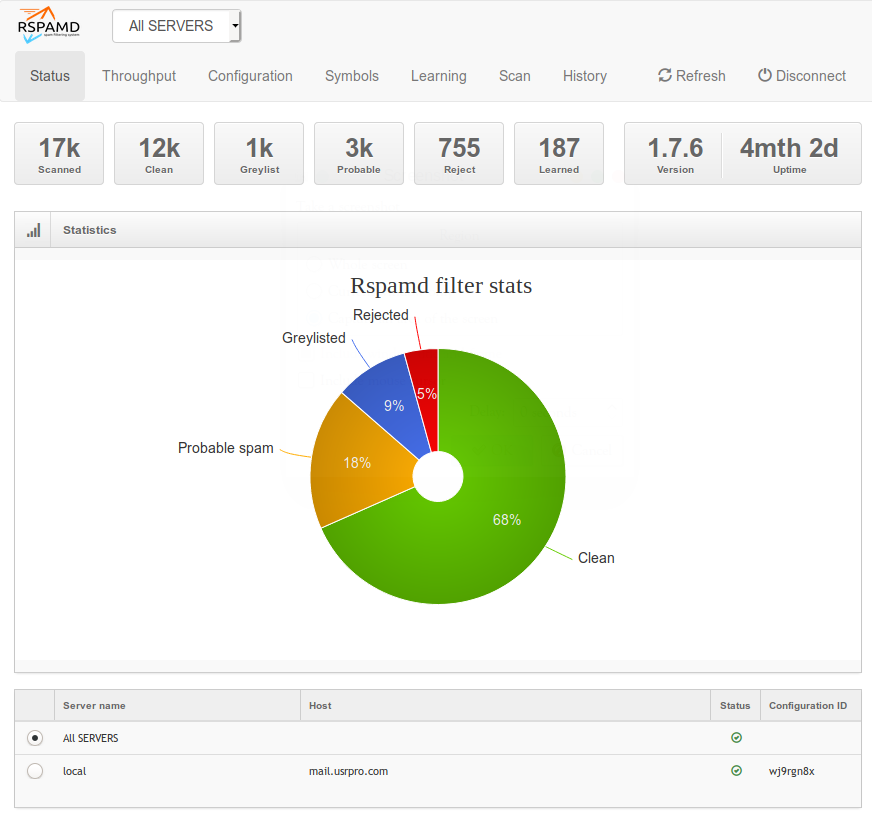 RSPAMD
spam filtering system
All SERVERS
Status Throughput Configuration Symbols Learning Scan History Refresh Disconnect
17k 12k 1k 3k 755 187 1.7.6 4mth 2d
Scanned Clean Greylist Probable Reject Learned Version Uptime
Statistics
Rspamd filter stats
Rejected
Greylisted
5%
9%
Probable spam
18%
68%
Clean
Server name Host Status Configuration ID
All SERVERS
local mail.usrpro.com wj9rgn8x